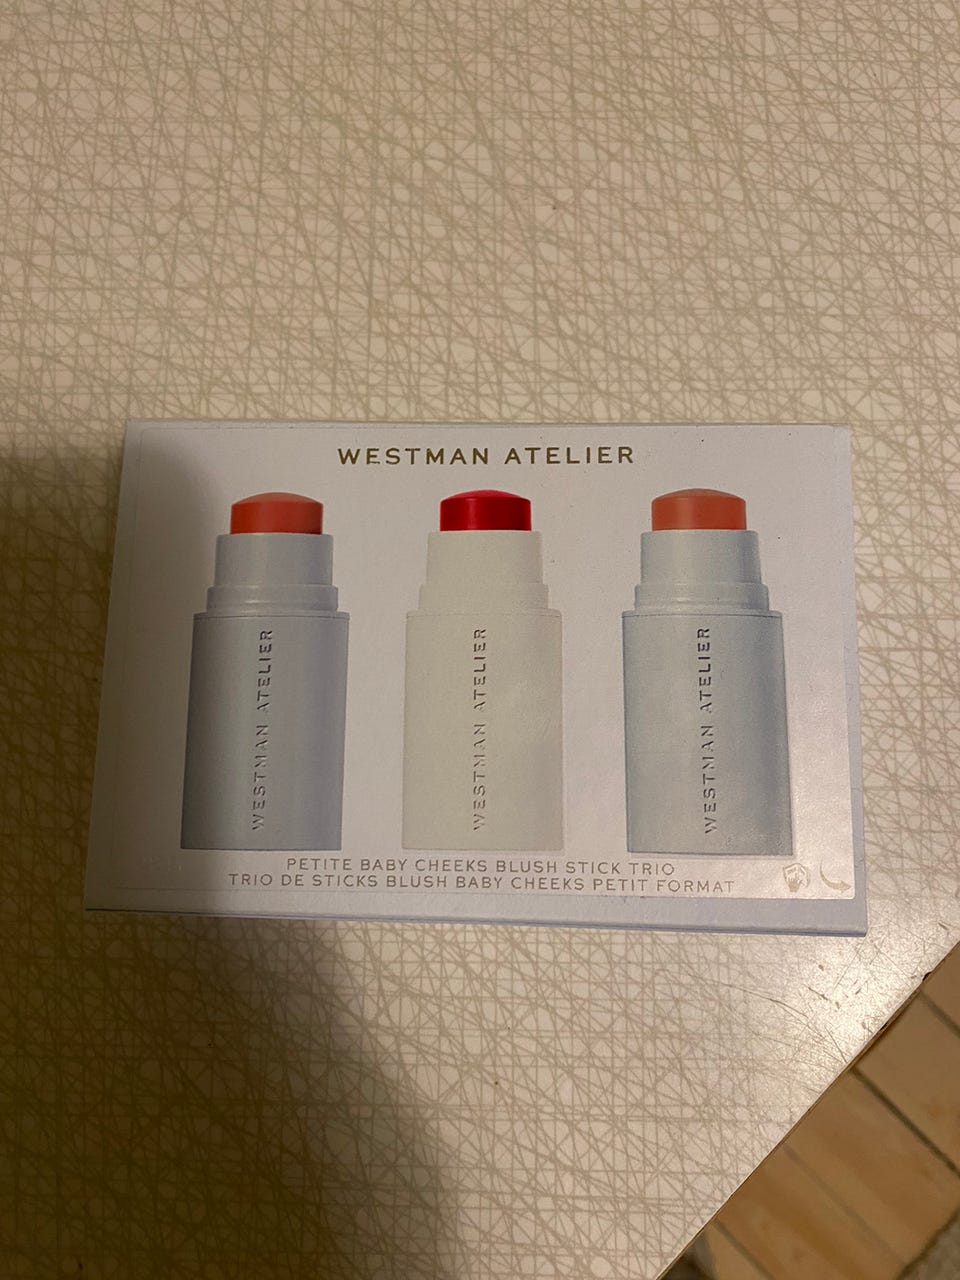 WESTMAN ATELIER
WESTMAN ATELIER
WESTMAN ATELIER
WESTMAN ATELIER
PETITE BABY CHEEKS BLUSH STICK TRIO
TRIO DE STICKS BLUSH BABY CHEEKS PETIT FORMAT